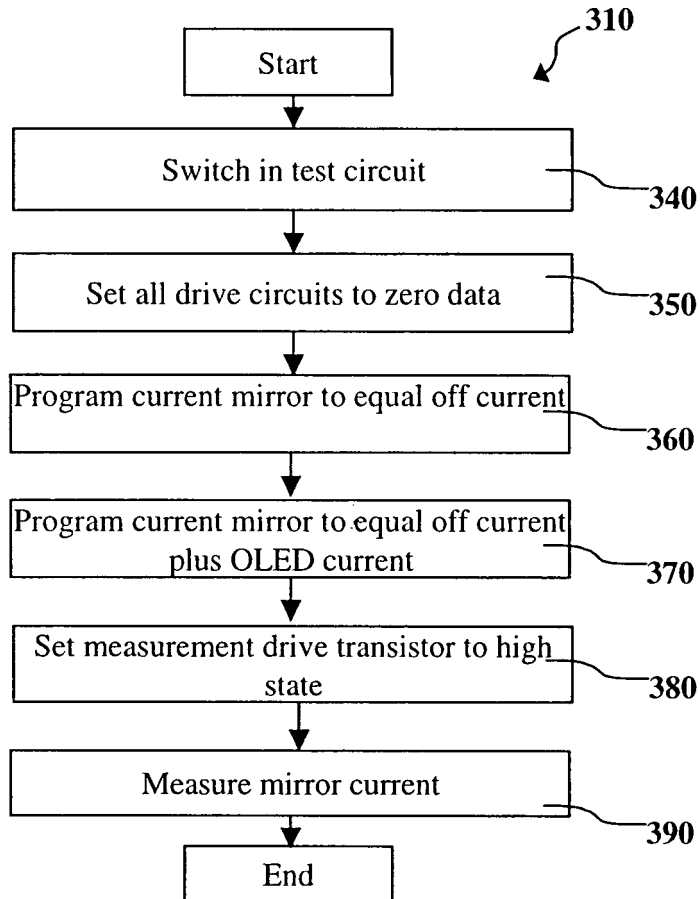 310
Start
Switch in test circuit
340
Set all drive circuits to zero data
350
Program current mirror to equal off current
360
Program current mirror to equal off current
plus OLED current
370
Set measurement drive transistor to high
state
380
Measure mirror current
390
End